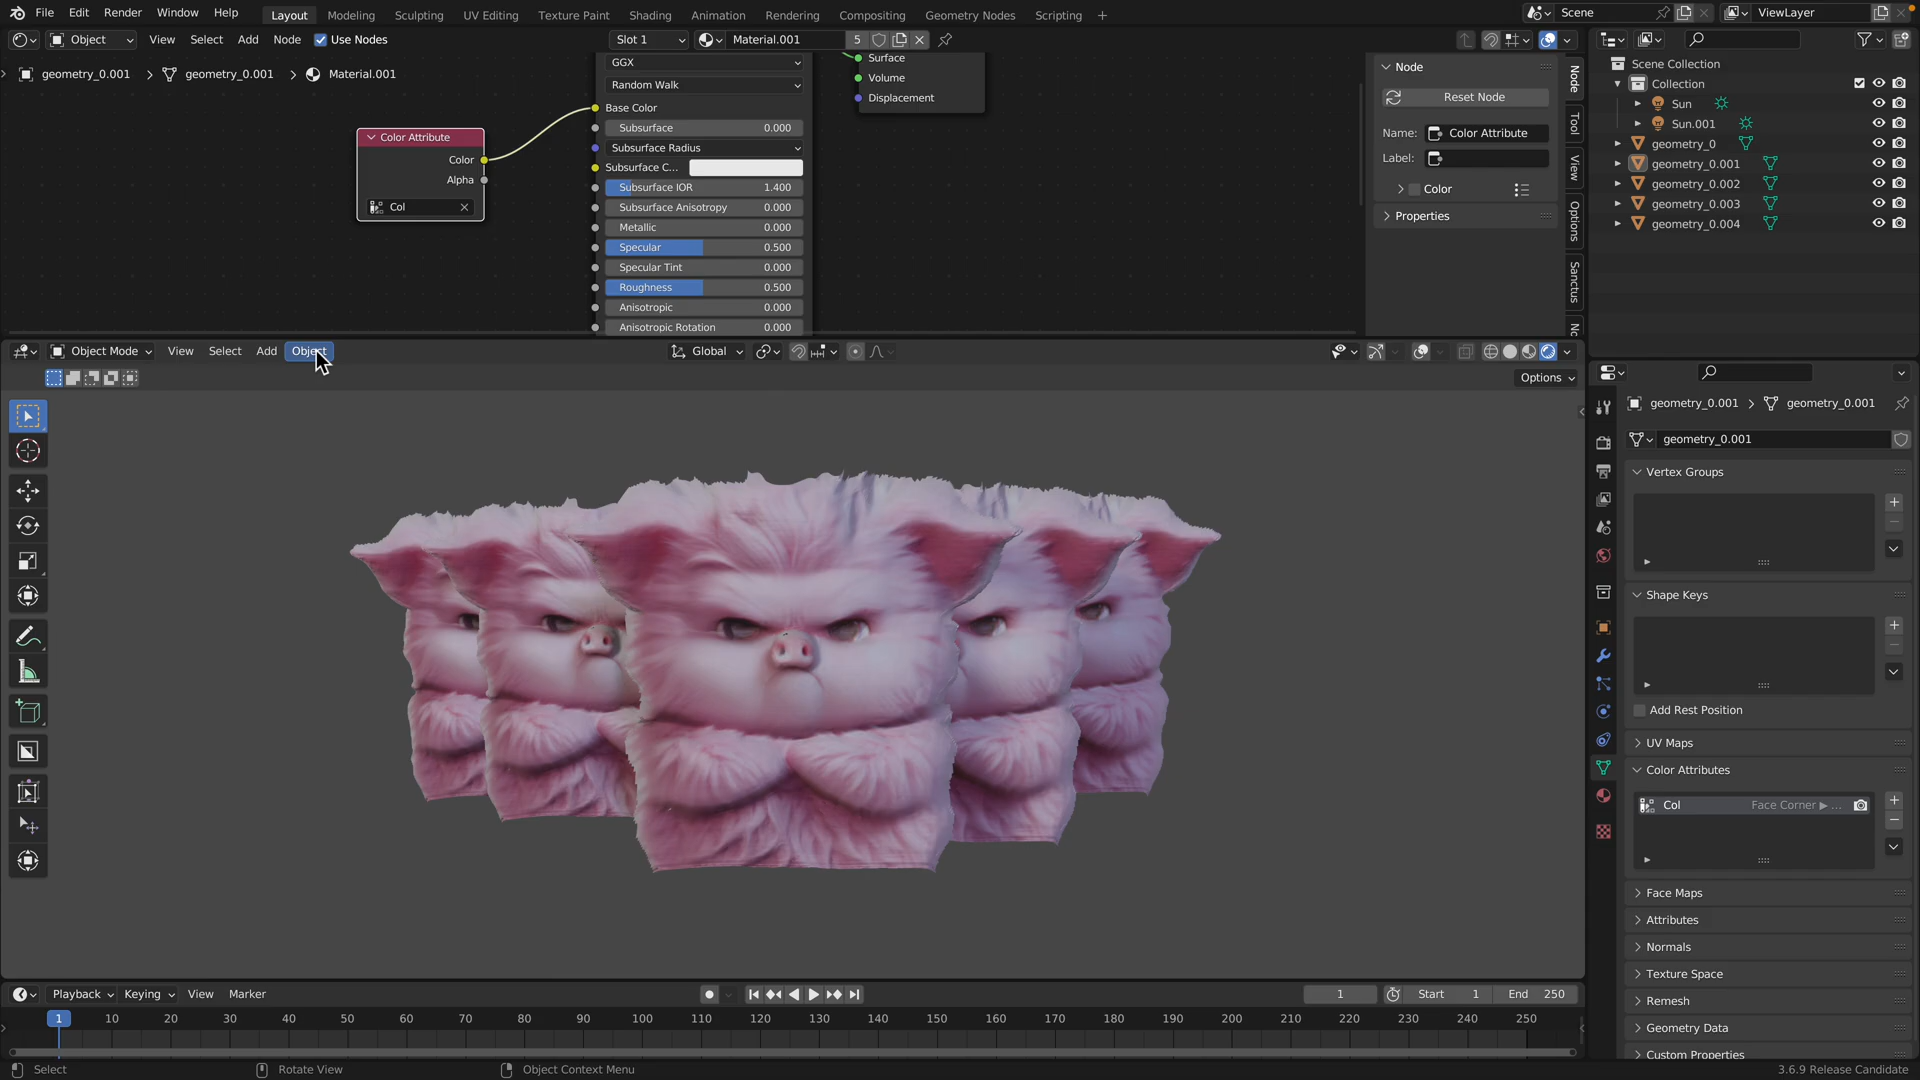 File Edit Render Window Help Layout Modeling Sculpting UV Editing Texture Paint Shading Animation Rendering Compositing Geometry Nodes Scripting + Scene ViewLayer
Object View Select Add Node Use Nodes Slot 1 Material.001 5
geometry_0.001 > geometry_0.001 > Material.001
GGX
Random Walk
Base Color
Subsurface 0.000
Subsurface Radius
Subsurface C...
Subsurface IOR 1.400
Subsurface Anisotropy 0.000
Metallic 0.000
Specular 0.500
Specular Tint 0.000
Roughness 0.500
Anisotropic 0.000
Anisotropic Rotation 0.000
Color Attribute
Color
Alpha
Col
Surface
Volume
Displacement
Node
Reset Node
Name: Color Attribute
Label:
Color
Properties
Node
Tool
View
Options
Sanctus
Scene Collection
Collection
Sun
Sun.001
geometry_0
geometry_0.001
geometry_0.002
geometry_0.003
geometry_0.004
Object Mode View Select Add Object Global
Options
geometry_0.001 > geometry_0.001
geometry_0.001
Vertex Groups
Shape Keys
Add Rest Position
UV Maps
Color Attributes
Col Face Corner ▶ ...
Face Maps
Attributes
Normals
Texture Space
Remesh
Geometry Data
Custom Properties
Playback Keying View Marker 1 Start 1 End 250
1 10 20 30 40 50 60 70 80 90 100 110 120 130 140 150 160 170 180 190 200 210 220 230 240 250
Select Rotate View Object Context Menu 3.6.9 Release Candidate